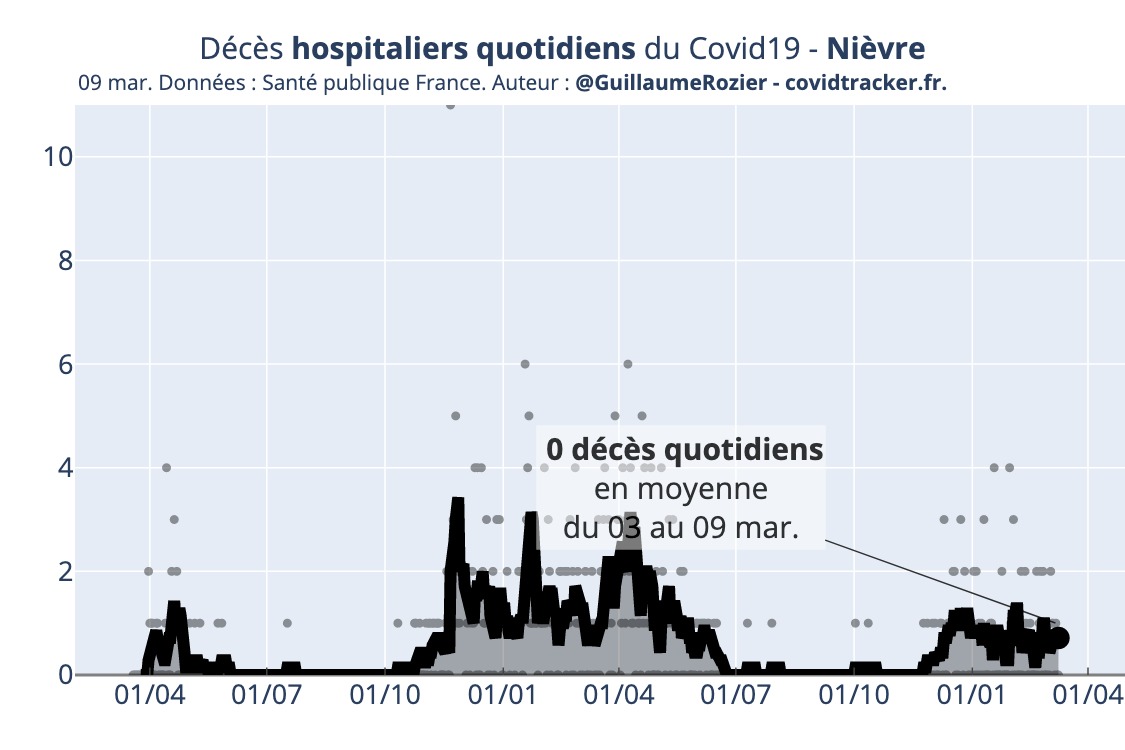 Décès hospitaliers quotidiens du Covid19 - Nièvre
09 mar. Données : Santé publique France. Auteur : @GuillaumeRozier - covidtracker.fr.
10
8
6
4
2
0
0 décès quotidiens
en moyenne
du 03 au 09 mar.
01/04 01/07 01/10 01/01 01/04 01/07 01/10 01/01 01/04